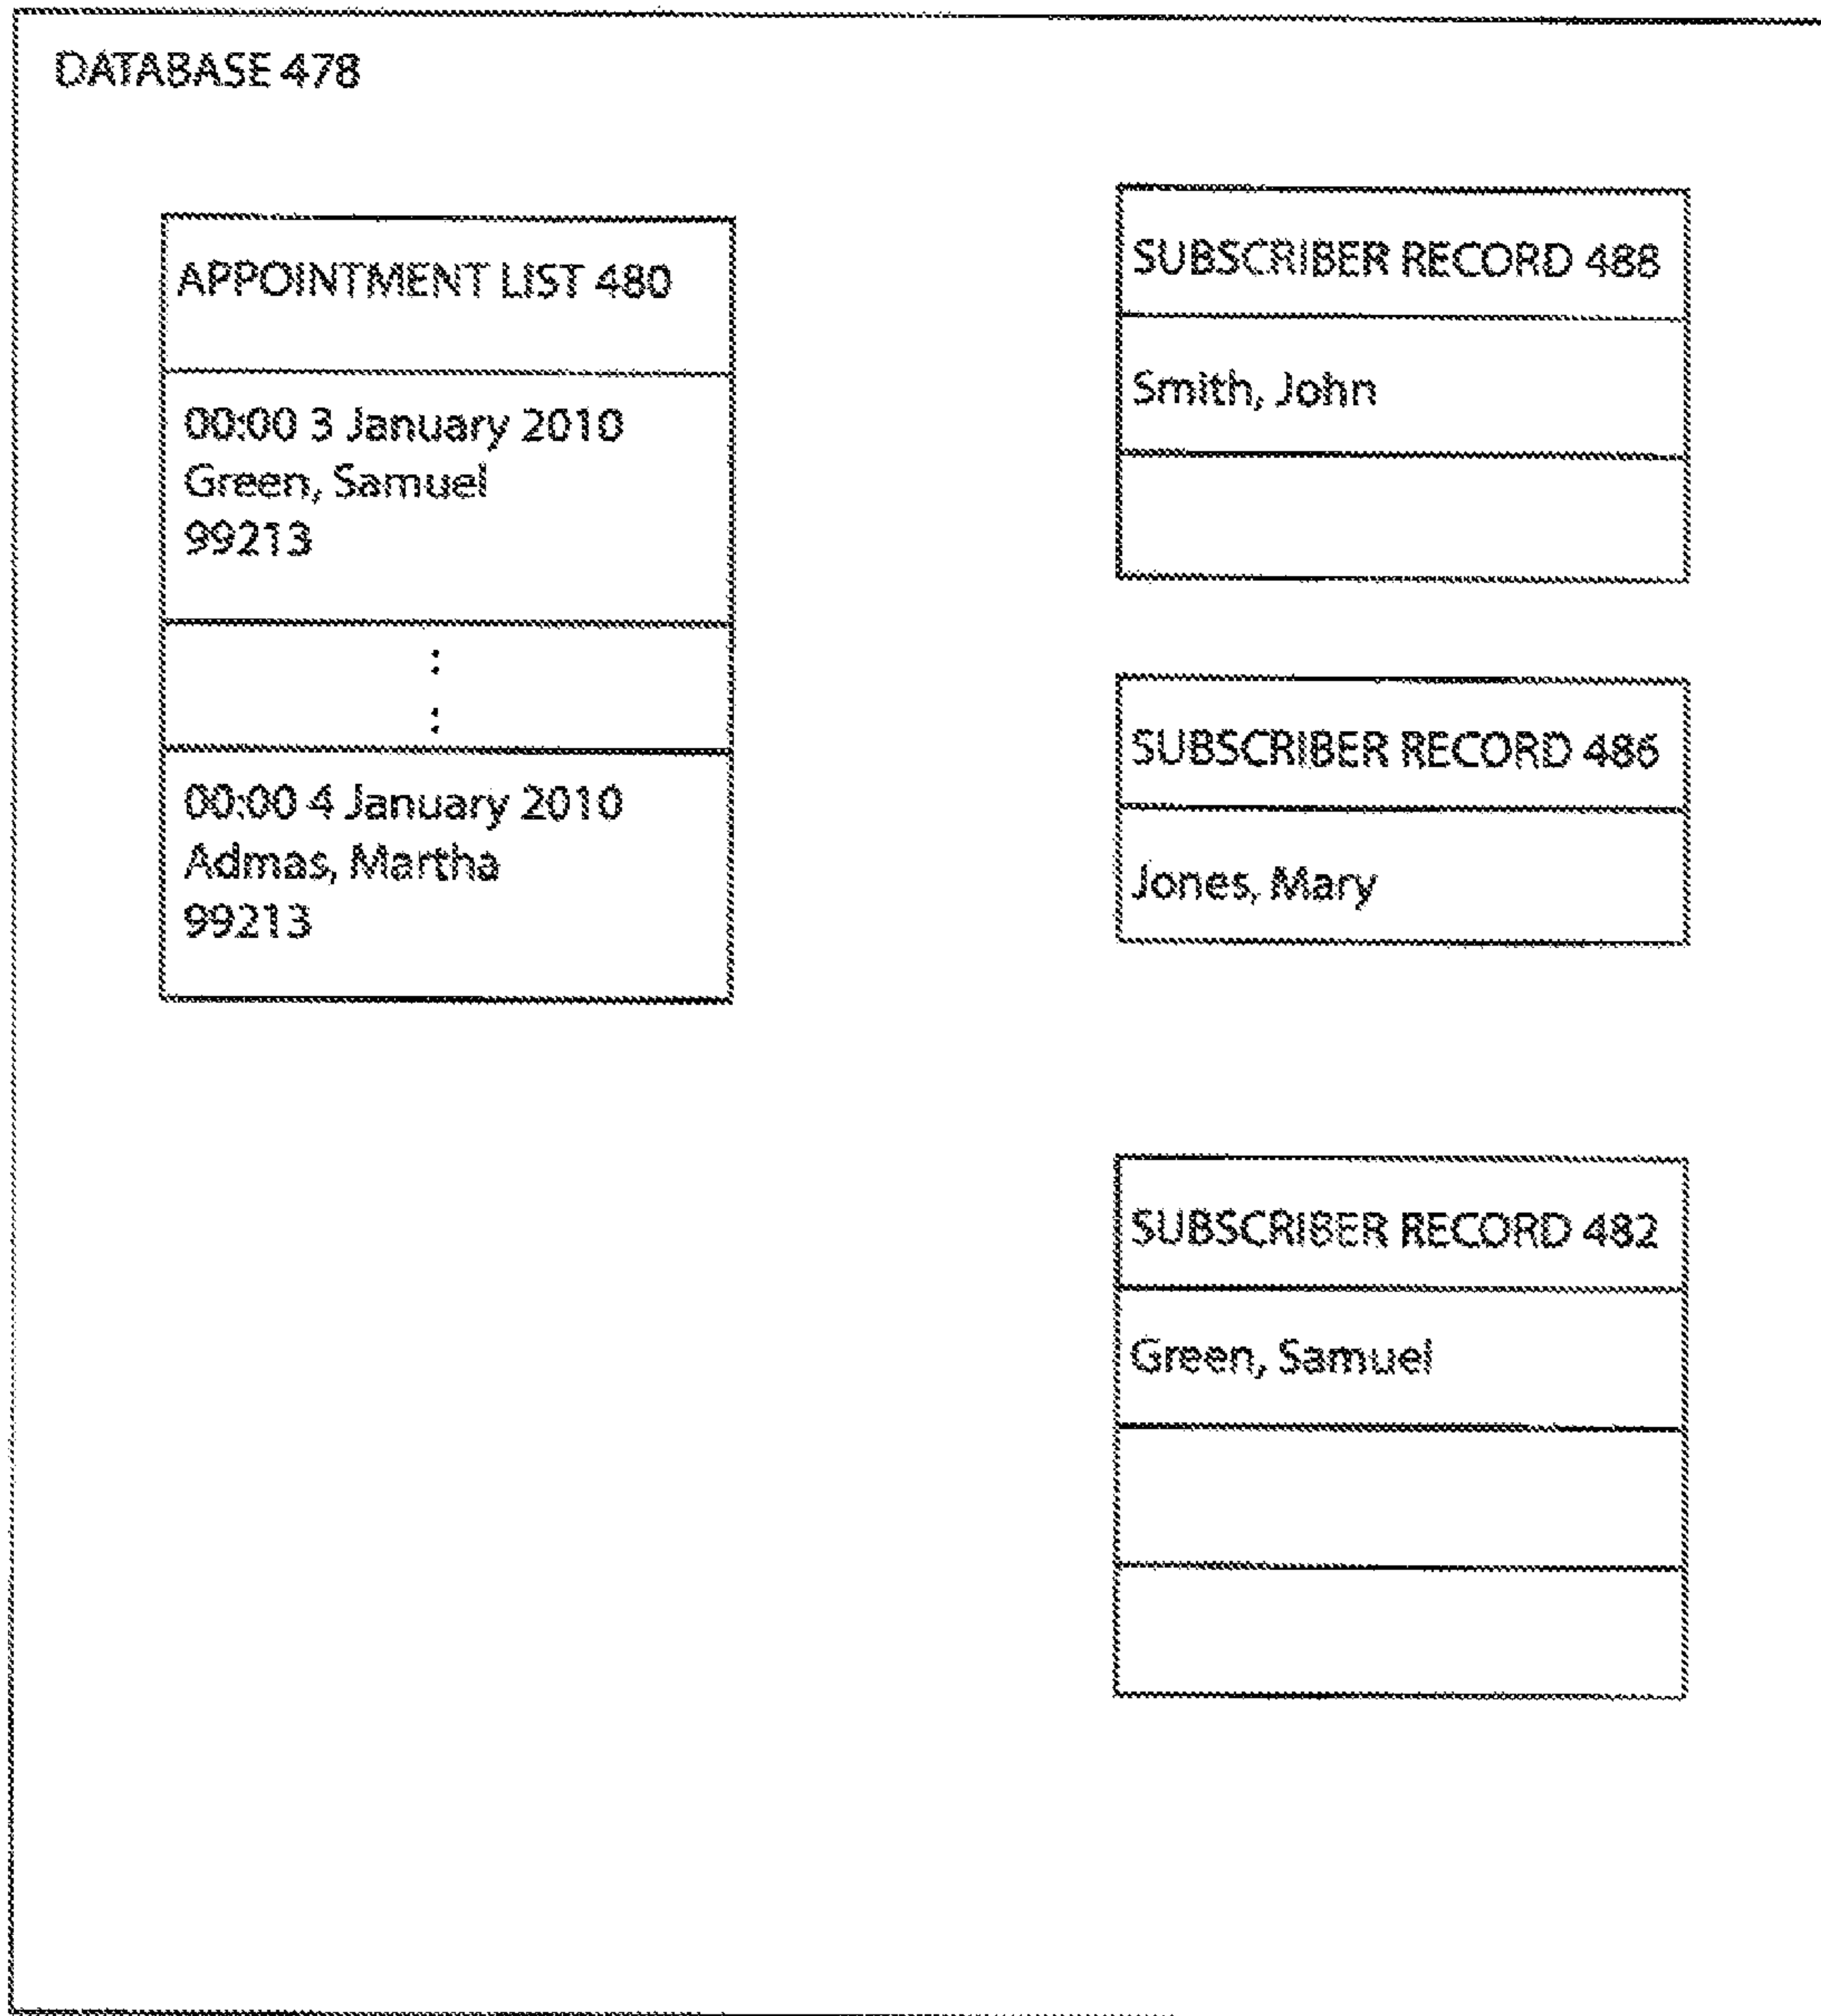 DATABASE 478
APPOINTMENT LIST 480
00:00 3 January 2010
Green, Samuel
99213
00:00 4 January 2010
Admas, Martha
99213
SUBSCRIBER RECORD 488
Smith, John
SUBSCRIBER RECORD 486
Jones, Mary
SUBSCRIBER RECORD 482
Green, Samuel